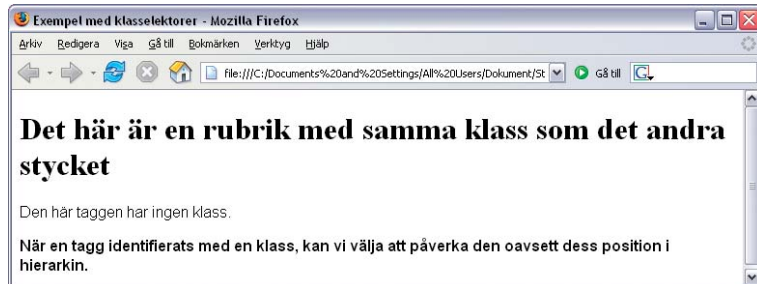 Exempel med klasselektorer - Mozilla Firefox
Arkiv Redigera Visa Gå till Bokmärken Verktyg Hjälp
file:///C:/Documents%20and%20Settings/All%20Users/Dokument/St Gå till G
Det här är en rubrik med samma klass som det andra
stycket
Den här taggen har ingen klass.
När en tagg identifierats med en klass, kan vi välja att påverka den oavsett dess position i
hierarkin.